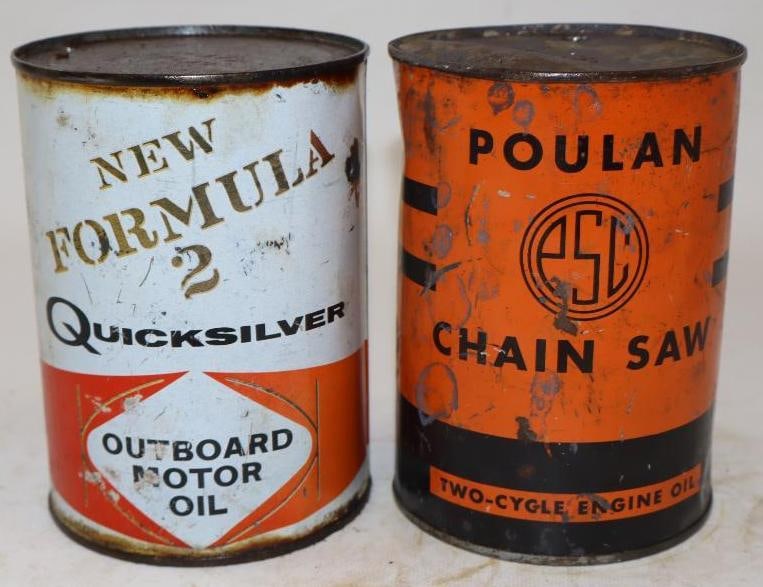 NEW
FORMULA
2
QUICKSILVER
OUTBOARD
MOTOR
OIL
POULAN
PSC
CHAIN SAW
TWO-CYCLE ENGINE OIL